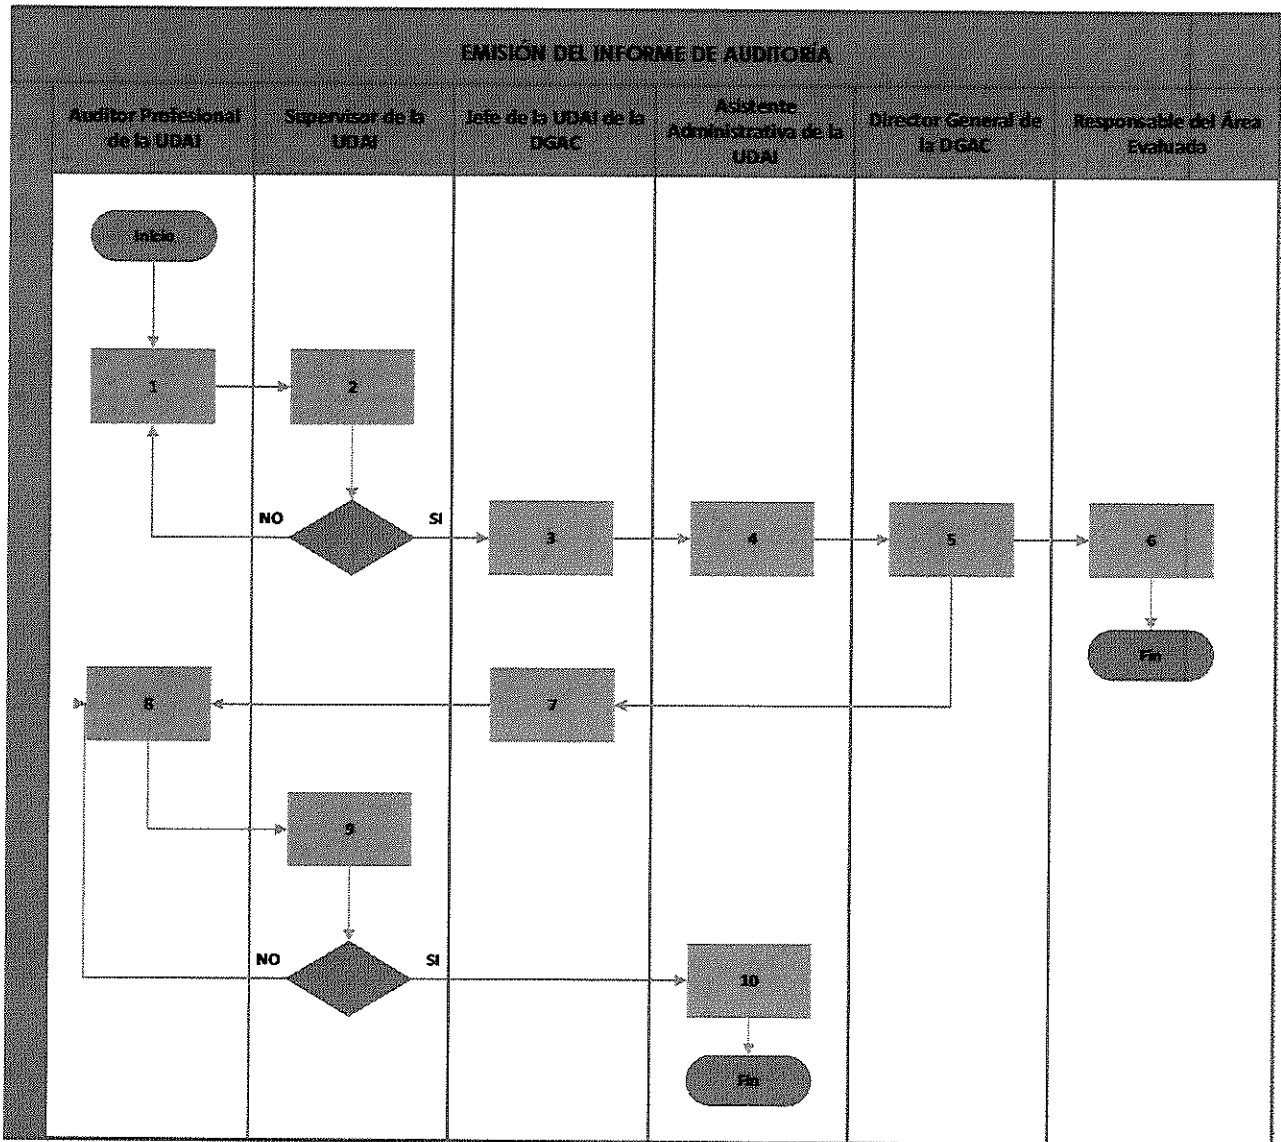 EMISIÓN DEL INFORME DE AUDITORÍA
Auditor Profesional
de la UDAI
Supervisor de la
UDAI
Jefe de la UDAI de la
DGAC
Asistente
Administrativa de la
UDAI
Director General de
la DGAC
Responsable del Área
Evaluada
Inicio
1
2
NO
SI
3
4
5
6
Fin
8
7
9
NO
SI
10
Fin